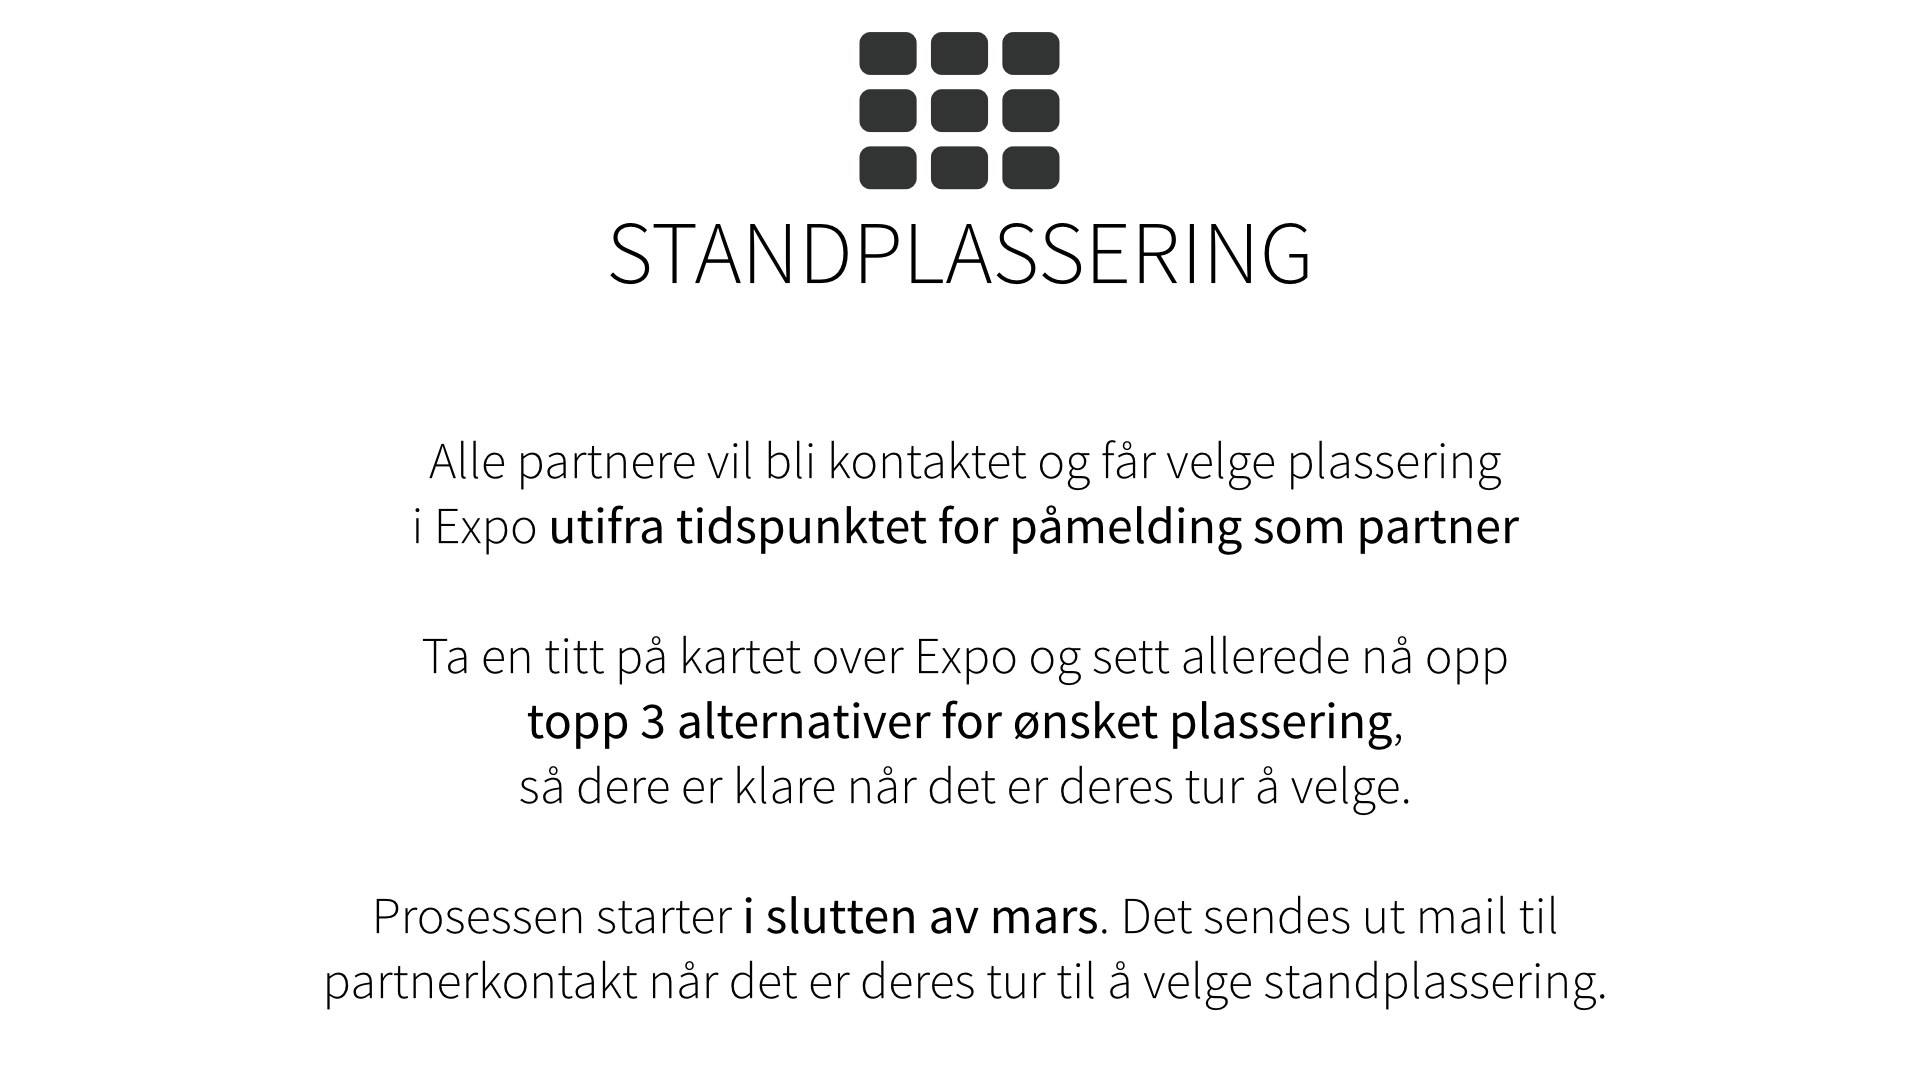 STANDPLASSERING
Alle partnere vil bli kontaktet og får velge plassering
i Expo utifra tidspunktet for påmelding som partner
Ta en titt på kartet over Expo og sett allerede nå opp
topp 3 alternativer for ønsket plassering,
så dere er klare når det er deres tur å velge.
Prosessen starter i slutten av mars. Det sendes ut mail til
partnerkontakt når det er deres tur til å velge standplassering.